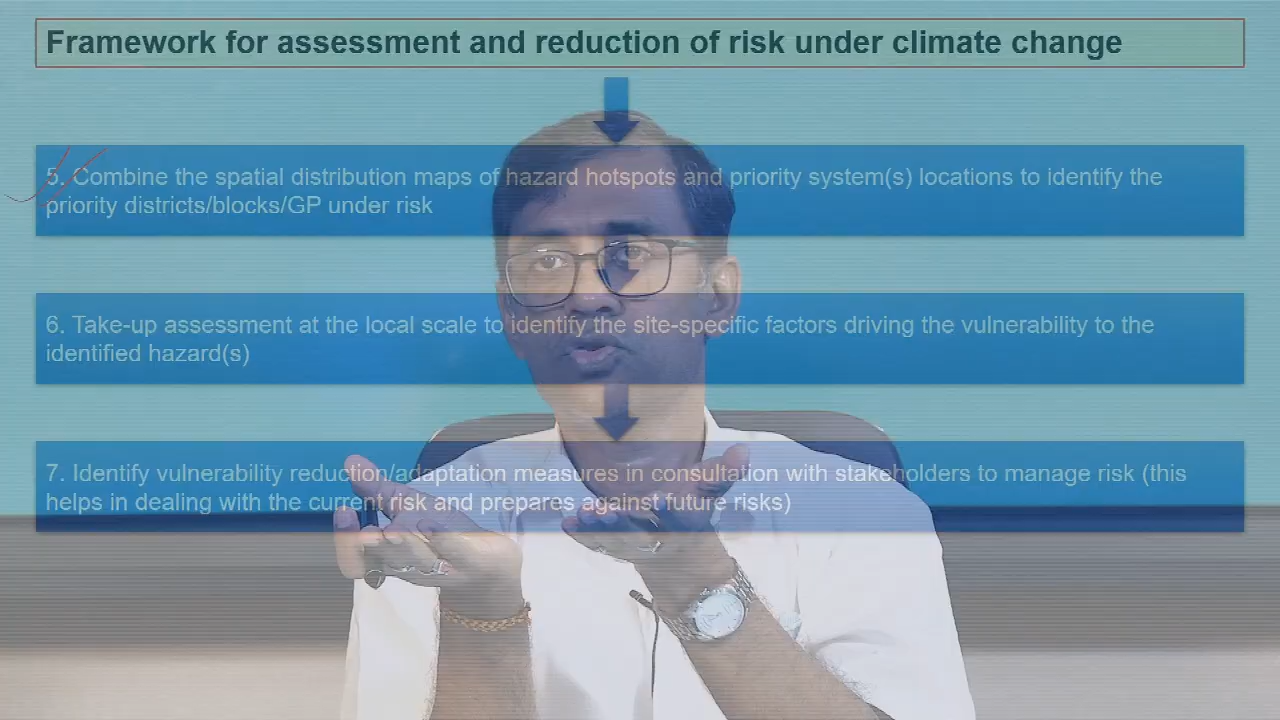 Framework for assessment and reduction of risk under climate change
5. Combine the spatial distribution maps of hazard hotspots and priority system(s) locations to identify the
priority districts/blocks/GP under risk
6. Take-up assessment at the local scale to identify the site-specific factors driving the vulnerability to the
identified hazard(s)
7. Identify vulnerability reduction/adaptation measures in consultation with stakeholders to manage risk (this
helps in dealing with the current risk and prepares against future risks)